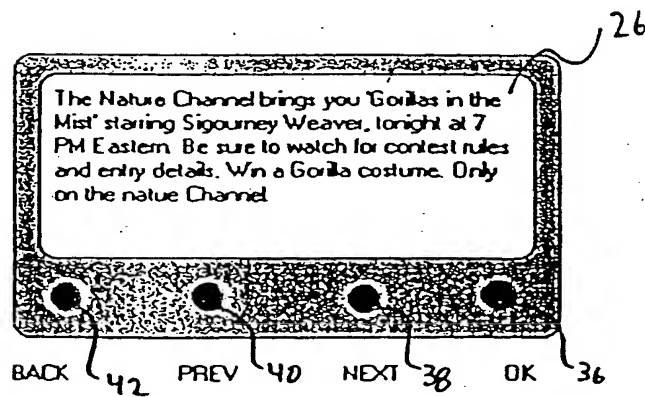 26
The Nature Channel brings you 'Gorillas in the
Mist' starring Sigourney Weaver, tonight at 7
PM Eastern. Be sure to watch for contest rules
and entry details. Win a Gorilla costume. Only
on the natue Channel
BACK 42 PREV 40 NEXT 38 OK 36